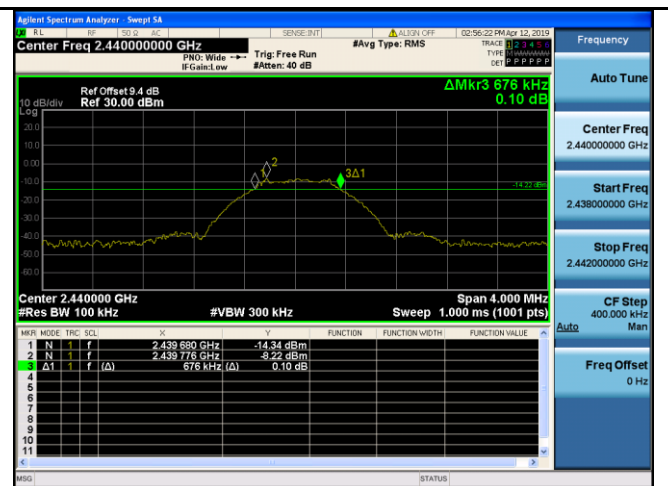 Agilent Spectrum Analyzer - Swept SA
RL RF 50 Ω AC SENSE:INT ALIGN OFF 02:56:22 PM Apr 12, 2019
Center Freq 2.440000000 GHz #Avg Type: RMS TRACE 1 2 3 4 5 6
PNO: Wide Trig: Free Run TYPE M W W W W W
IFGain:Low #Atten: 40 dB DET P P P P P P
ΔMkr3 676 kHz
0.10 dB
Ref Offset 9.4 dB
10 dB/div Ref 30.00 dBm
Log
20.0
10.0
0.00
-10.0
-20.0
-30.0
-40.0
-50.0
-60.0
1
2
3Δ1
-14.22 dBm
Center 2.440000 GHz Span 4.000 MHz
#Res BW 100 kHz #VBW 300 kHz Sweep 1.000 ms (1001 pts)
MKR MODE TRC SCL X Y FUNCTION FUNCTION WIDTH FUNCTION VALUE
1 N 1 f 2.439 680 GHz -14.34 dBm
2 N 1 f 2.439 776 GHz -8.22 dBm
3 Δ1 1 f (Δ) 676 kHz (Δ) 0.10 dB
4
5
6
7
8
9
10
11
MSG STATUS
Frequency
Auto Tune
Center Freq
2.440000000 GHz
Start Freq
2.438000000 GHz
Stop Freq
2.442000000 GHz
CF Step
400.000 kHz
Auto Man
Freq Offset
0 Hz